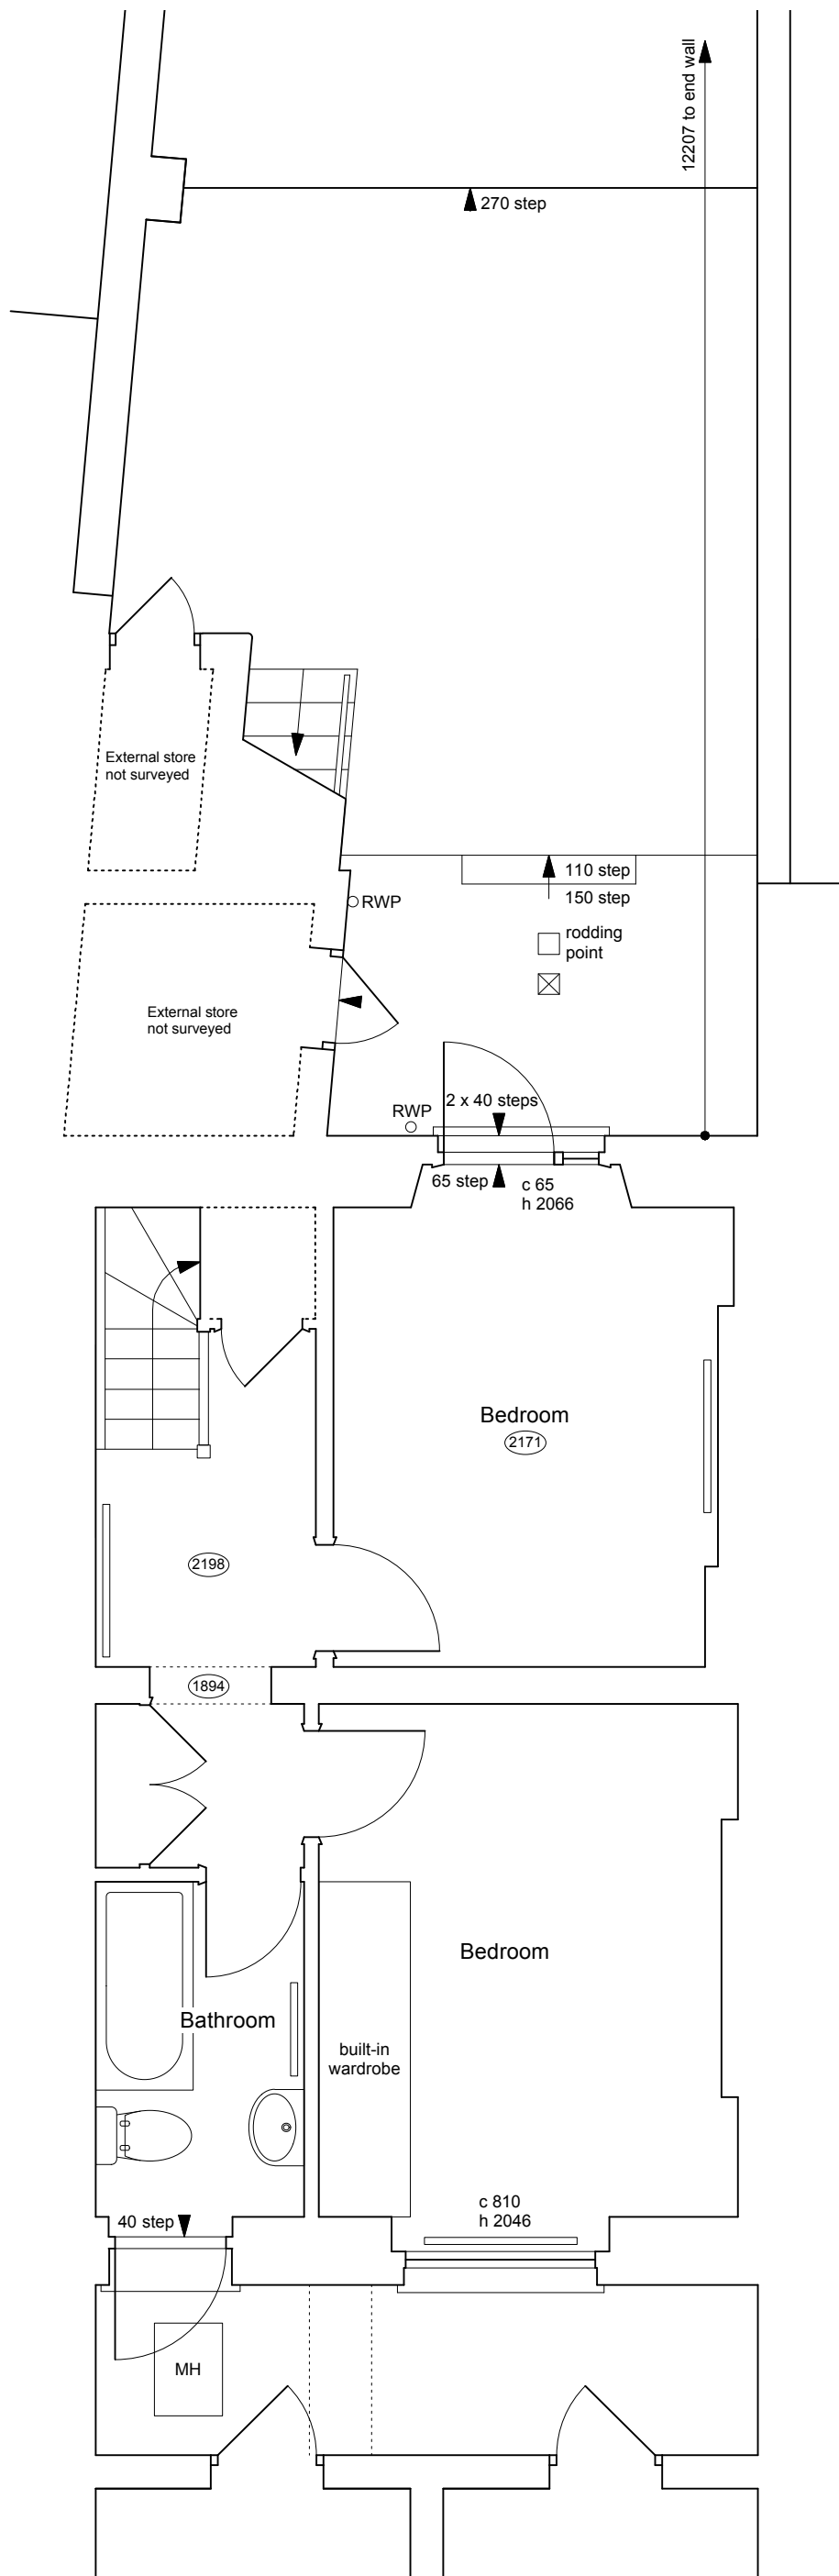 12207 to end wall
270 step
External store
not surveyed
110 step
150 step
RWP
rodding
point
External store
not surveyed
2 x 40 steps
RWP
65 step
c 65
h 2066
Bedroom
2171
2198
1894
Bedroom
Bathroom
built-in
wardrobe
c 810
h 2046
40 step
MH